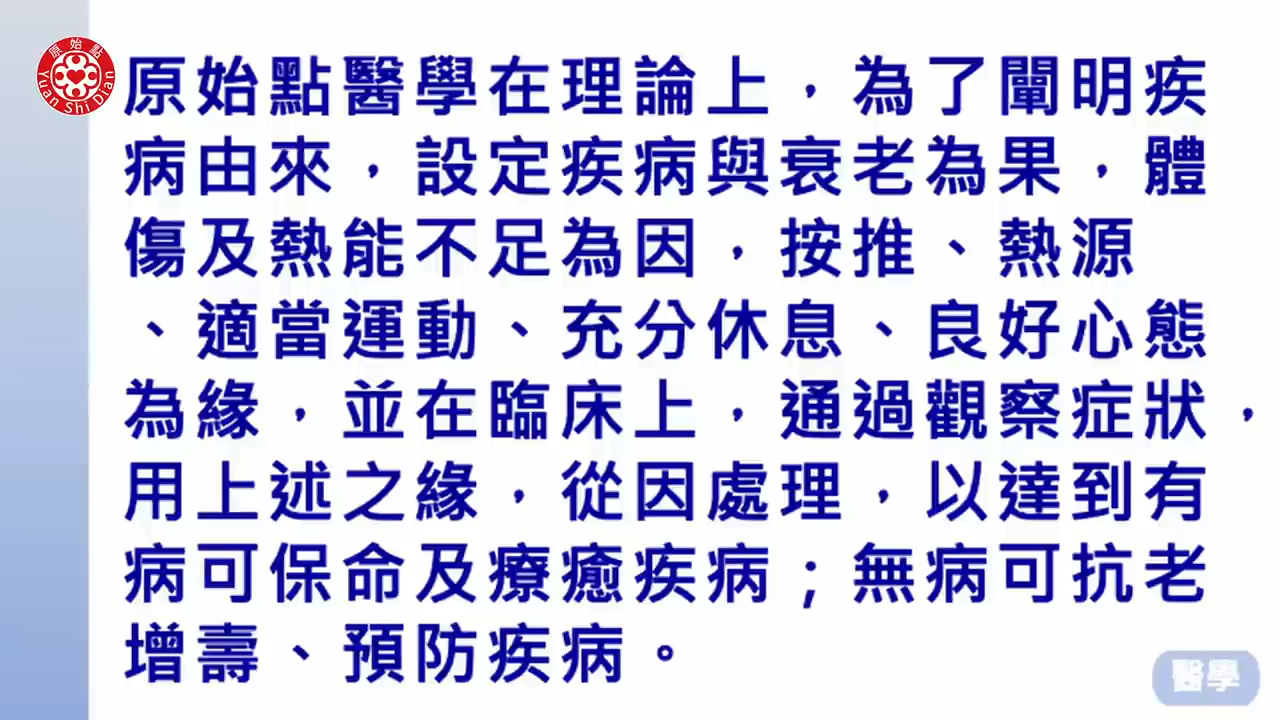 原始點
Yuan Shi Dian
原始點醫學在理論上，為了闡明疾
病由來，設定疾病與衰老為果，體
傷及熱能不足為因，按推、熱源
、適當運動、充分休息、良好心態
為緣，並在臨床上，通過觀察症狀，
用上述之緣，從因處理，以達到有
病可保命及療癒疾病；無病可抗老
增壽、預防疾病。
醫學